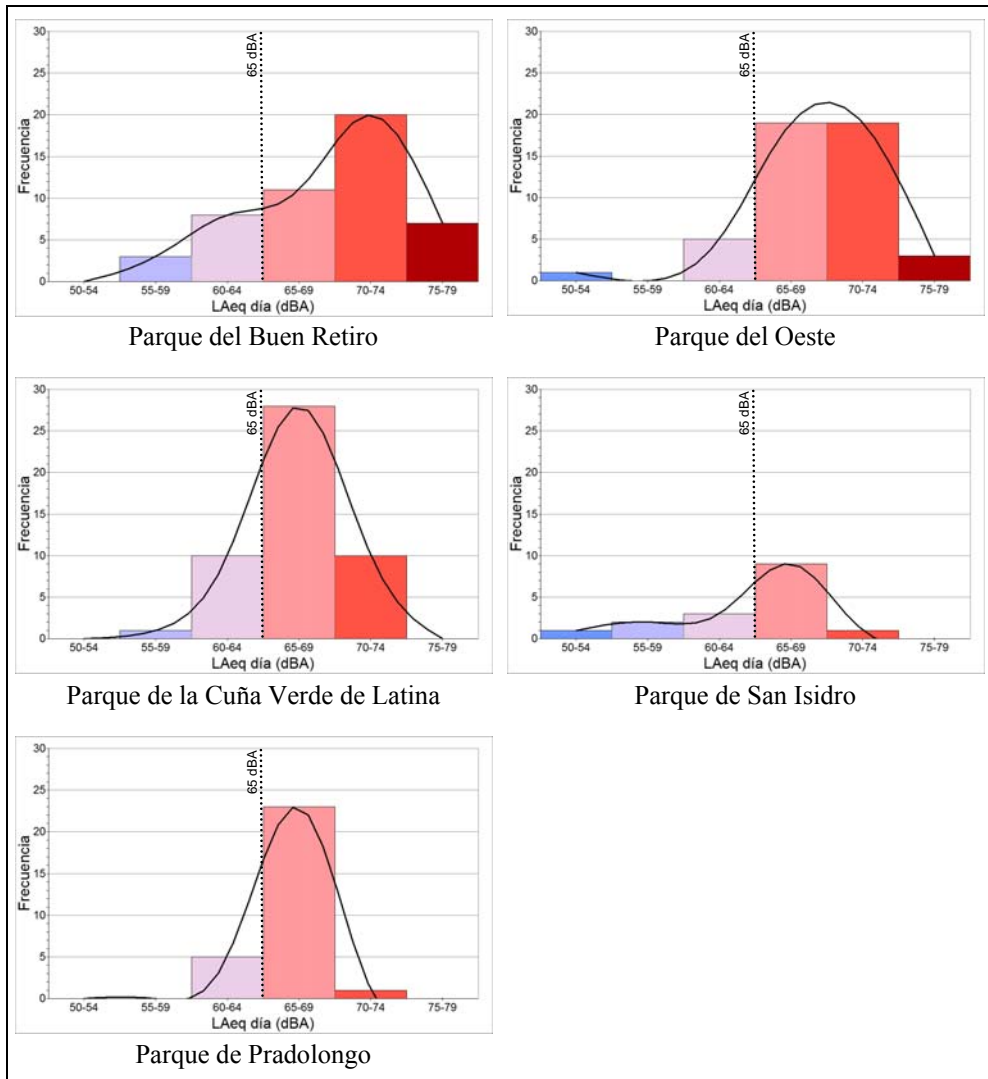 30
25
20
15
10
5
0
Frecuencia
65 dBA
50-54 55-59 60-64 65-69 70-74 75-79
LAeq día (dBA)
Parque del Buen Retiro
30
25
20
15
10
5
0
Frecuencia
65 dBA
50-54 55-59 60-64 65-69 70-74 75-79
LAeq día (dBA)
Parque del Oeste
30
25
20
15
10
5
0
Frecuencia
65 dBA
50-54 55-59 60-64 65-69 70-74 75-79
LAeq día (dBA)
Parque de la Cuña Verde de Latina
30
25
20
15
10
5
0
Frecuencia
65 dBA
50-54 55-59 60-64 65-69 70-74 75-79
LAeq día (dBA)
Parque de San Isidro
30
25
20
15
10
5
0
Frecuencia
65 dBA
50-54 55-59 60-64 65-69 70-74 75-79
LAeq día (dBA)
Parque de Pradolongo